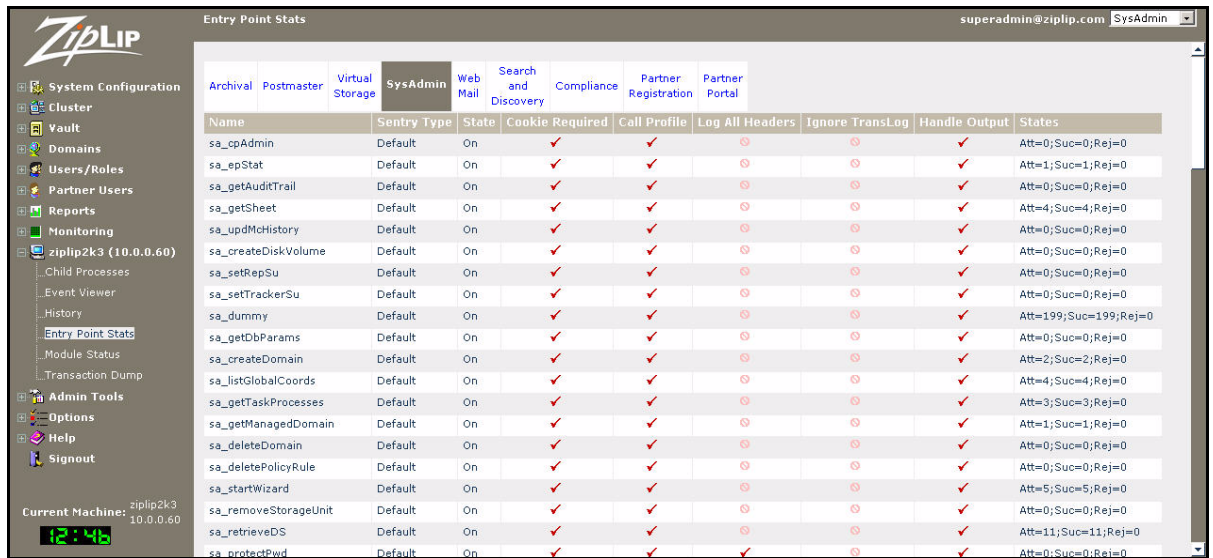 Entry Point Stats
superadmin@ziplip.com SysAdmin
ZipLip
System Configuration
Cluster
Vault
Domains
Users/Roles
Partner Users
Reports
Monitoring
ziplip2k3 (10.0.0.60)
Child Processes
Event Viewer
History
Entry Point Stats
Module Status
Transaction Dump
Admin Tools
Options
Help
Signout
Current Machine: ziplip2k3
10.0.0.60
12:46
Archival Postmaster Virtual Storage SysAdmin Web Mail Search and Discovery Compliance Partner Registration Partner Portal
Name Sentry Type State Cookie Required Call Profile Log All Headers Ignore TransLog Handle Output States
sa_cpAdmin Default On Att=0;Suc=0;Rej=0
sa_epStat Default On Att=1;Suc=1;Rej=0
sa_getAuditTrail Default On Att=0;Suc=0;Rej=0
sa_getSheet Default On Att=4;Suc=4;Rej=0
sa_updMcHistory Default On Att=0;Suc=0;Rej=0
sa_createDiskVolume Default On Att=0;Suc=0;Rej=0
sa_setRepSu Default On Att=0;Suc=0;Rej=0
sa_setTrackerSu Default On Att=0;Suc=0;Rej=0
sa_dummy Default On Att=199;Suc=199;Rej=0
sa_getDbParams Default On Att=0;Suc=0;Rej=0
sa_createDomain Default On Att=2;Suc=2;Rej=0
sa_listGlobalCoords Default On Att=4;Suc=4;Rej=0
sa_getTaskProcesses Default On Att=3;Suc=3;Rej=0
sa_getManagedDomain Default On Att=1;Suc=1;Rej=0
sa_deleteDomain Default On Att=0;Suc=0;Rej=0
sa_deletePolicyRule Default On Att=0;Suc=0;Rej=0
sa_startWizard Default On Att=5;Suc=5;Rej=0
sa_removeStorageUnit Default On Att=0;Suc=0;Rej=0
sa_retrieveDS Default On Att=11;Suc=11;Rej=0
sa_protectPwd Default On Att=0;Suc=0;Rej=0